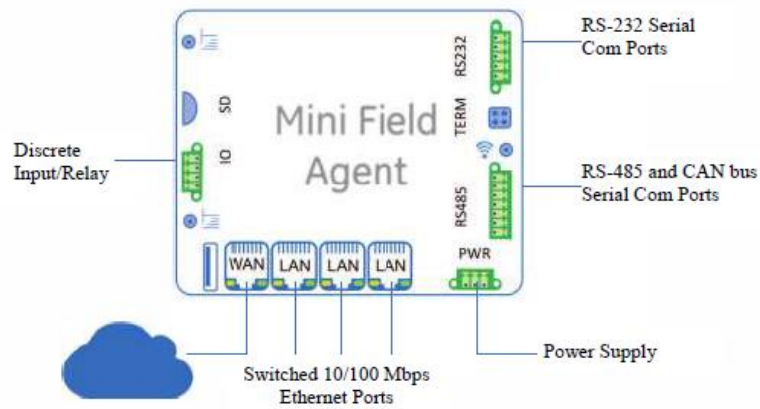 RS-232 Serial
Com Ports
RS232
SD
TERM
Mini Field
Agent
Discrete
Input/Relay
IO
RS-485 and CAN bus
Serial Com Ports
RS485
PWR
WAN LAN LAN LAN
Power Supply
Switched 10/100 Mbps
Ethernet Ports